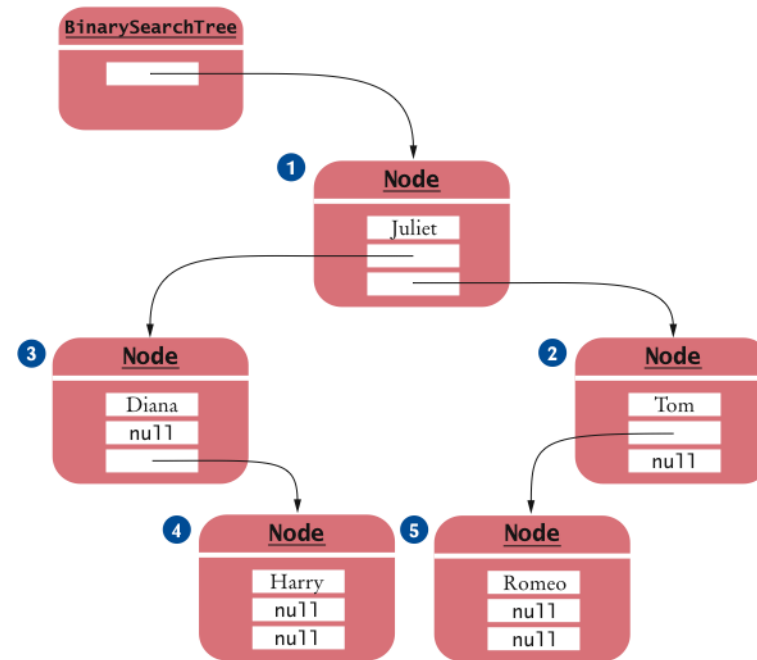 BinarySearchTree
1
Node
Juliet
3
Node
Diana
null
2
Node
Tom
null
4
Node
Harry
null
null
5
Node
Romeo
null
null